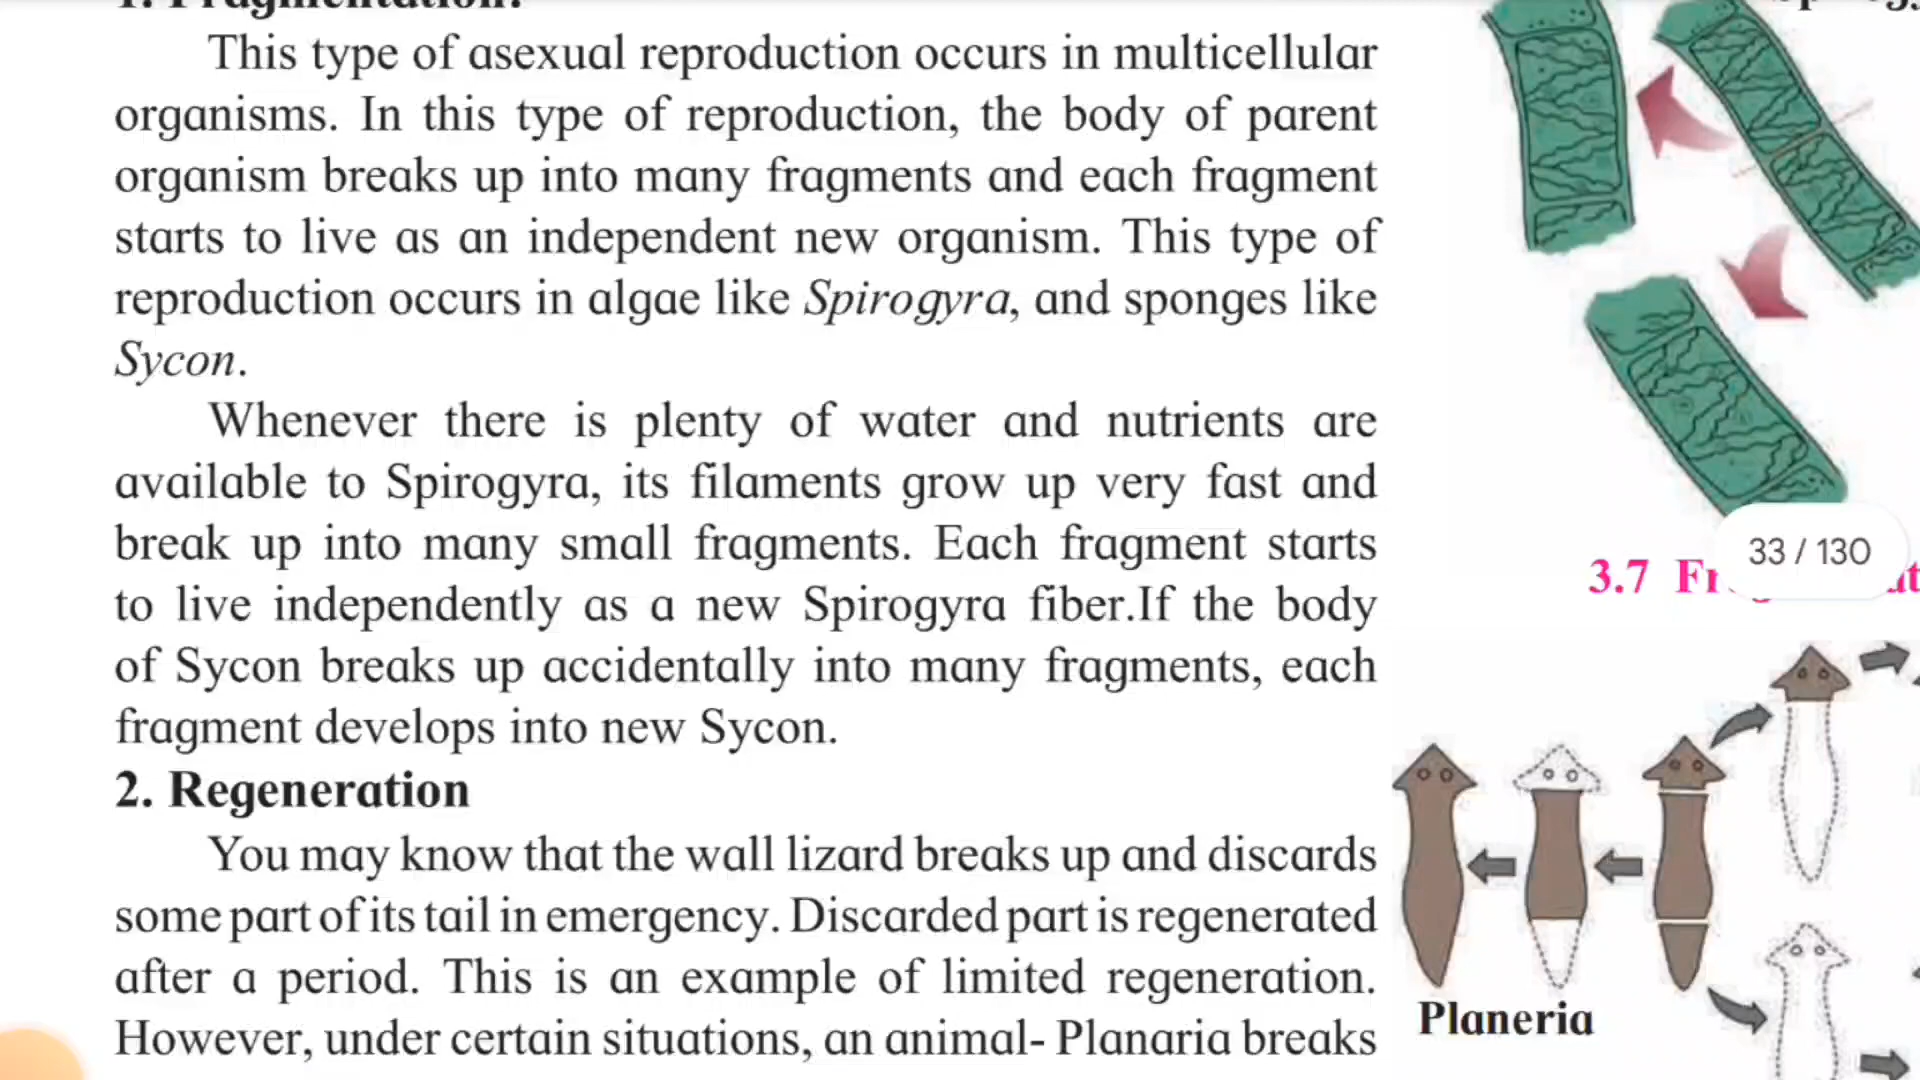 1. Fragmentation:
This type of asexual reproduction occurs in multicellular
organisms. In this type of reproduction, the body of parent
organism breaks up into many fragments and each fragment
starts to live as an independent new organism. This type of
reproduction occurs in algae like Spirogyra, and sponges like
Sycon.
Whenever there is plenty of water and nutrients are
available to Spirogyra, its filaments grow up very fast and
break up into many small fragments. Each fragment starts
to live independently as a new Spirogyra fiber.If the body
of Sycon breaks up accidentally into many fragments, each
fragment develops into new Sycon.
2. Regeneration
You may know that the wall lizard breaks up and discards
some part of its tail in emergency. Discarded part is regenerated
after a period. This is an example of limited regeneration.
However, under certain situations, an animal- Planaria breaks
33 / 130
3.7
Planeria